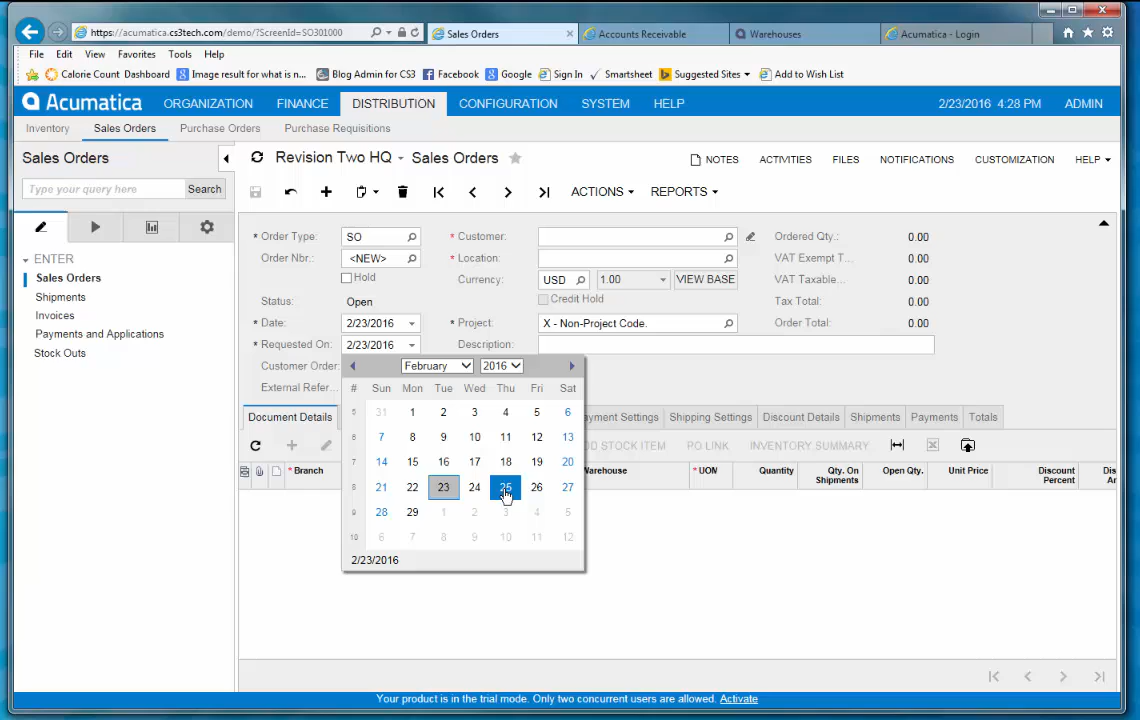 https://acumatica.cs3tech.com/demo/?ScreenId=SO301000
Sales Orders
Accounts Receivable
Warehouses
Acumatica - Login
File Edit View Favorites Tools Help
Calorie Count Dashboard Image result for what is n... Blog Admin for CS3 Facebook Google Sign In Smartsheet Suggested Sites Add to Wish List
Acumatica ORGANIZATION FINANCE DISTRIBUTION CONFIGURATION SYSTEM HELP 2/23/2016 4:28 PM ADMIN
Inventory Sales Orders Purchase Orders Purchase Requisitions
Sales Orders
Type your query here Search
ENTER
Sales Orders
Shipments
Invoices
Payments and Applications
Stock Outs
Revision Two HQ - Sales Orders
NOTES ACTIVITIES FILES NOTIFICATIONS CUSTOMIZATION HELP
ACTIONS REPORTS
* Order Type: SO * Customer: Ordered Qty.: 0.00
Order Nbr.: <NEW> * Location: VAT Exempt T... 0.00
Hold Currency: USD 1.00 VIEW BASE VAT Taxable... 0.00
Status: Open Credit Hold Tax Total: 0.00
* Date: 2/23/2016 * Project: X - Non-Project Code. Order Total: 0.00
* Requested On: 2/23/2016 Description:
Customer Order:
External Refer...
February 2016
# Sun Mon Tue Wed Thu Fri Sat
31 1 2 3 4 5 6
7 8 9 10 11 12 13
7 14 15 16 17 18 19 20
8 21 22 23 24 25 26 27
9 28 29 1 2 3 4 5
10 6 7 8 9 10 11 12
2/23/2016
Document Details yment Settings Shipping Settings Discount Details Shipments Payments Totals
DD STOCK ITEM PO LINK INVENTORY SUMMARY
* Branch Warehouse * UOM Quantity Qty. On Shipments Open Qty. Unit Price Discount Percent Dis An
Your product is in the trial mode. Only two concurrent users are allowed. Activate